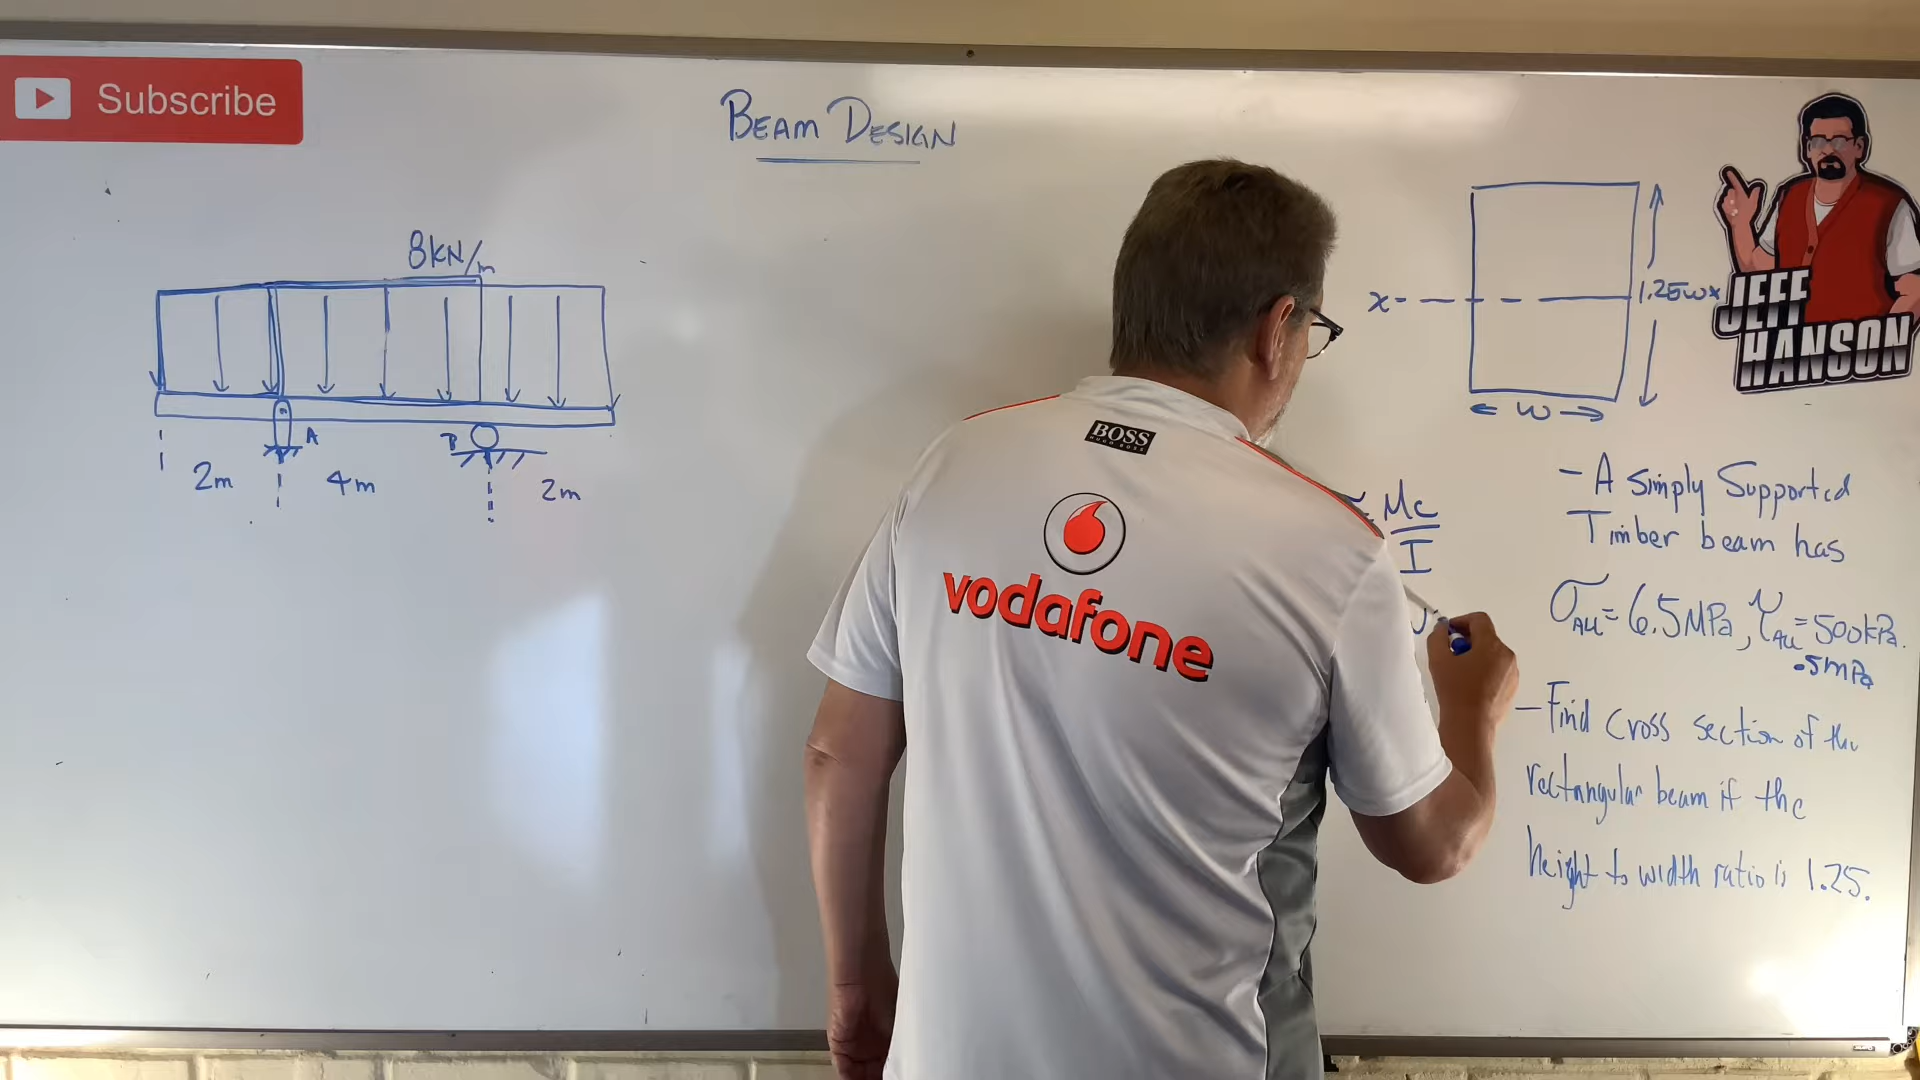 Subscribe
BEAM DESIGN
8kN/m
A
B
2m
4m
2m
x
1.25w x
w
JEFF
HANSON
BOSS
HUGO BOSS
vodafone
= Mc
I
V
- A Simply Supported
Timber beam has
σALL = 6.5MPa, τALL = 500kPa.
.5mPa
- Find cross section of the
rectangular beam if the
height to width ratio is 1.25.